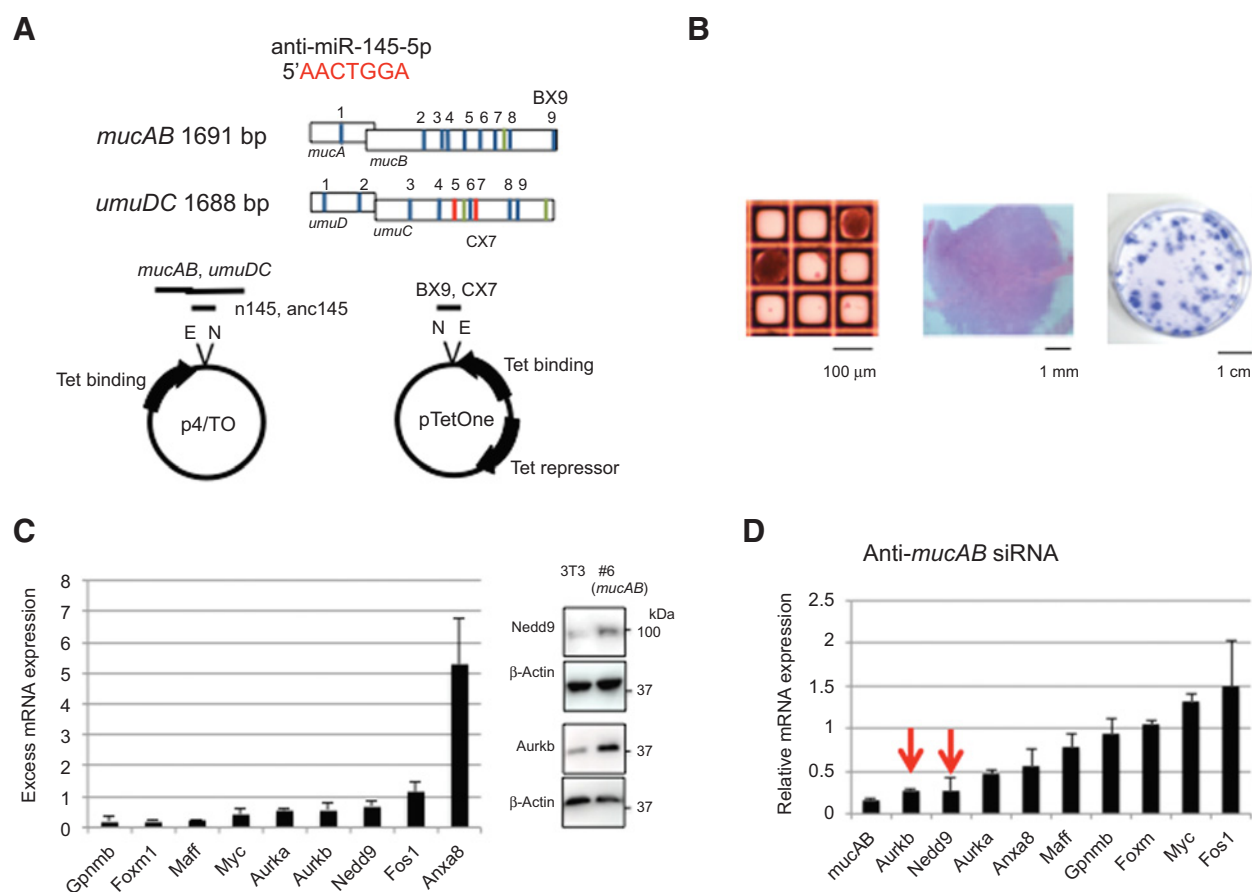 A
anti-miR-145-5p
5'AACTGGA
BX9
1 2 3 4 5 6 7 8 9
mucAB 1691 bp
mucA mucB
1 2 3 4 5 6 7 8 9
umuDC 1688 bp
umuD umuC CX7
mucAB, umuDC
n145, anc145
E N
Tet binding
p4/TO
BX9, CX7
N E
Tet binding
pTetOne
Tet repressor
B
100 μm
1 mm
1 cm
C
Excess mRNA expression
8
7
6
5
4
3
2
1
0
Gpnmb
Foxm1
Maff
Myc
Aurka
Aurkb
Nedd9
Fos1
Anxa8
3T3 #6
(mucAB)
kDa
Nedd9
100
β-Actin
37
Aurkb
37
β-Actin
37
D
Anti-mucAB siRNA
Relative mRNA expression
2.5
2
1.5
1
0.5
0
mucAB
Aurkb
Nedd9
Aurka
Anxa8
Maff
Gpnmb
Foxm
Myc
Fos1